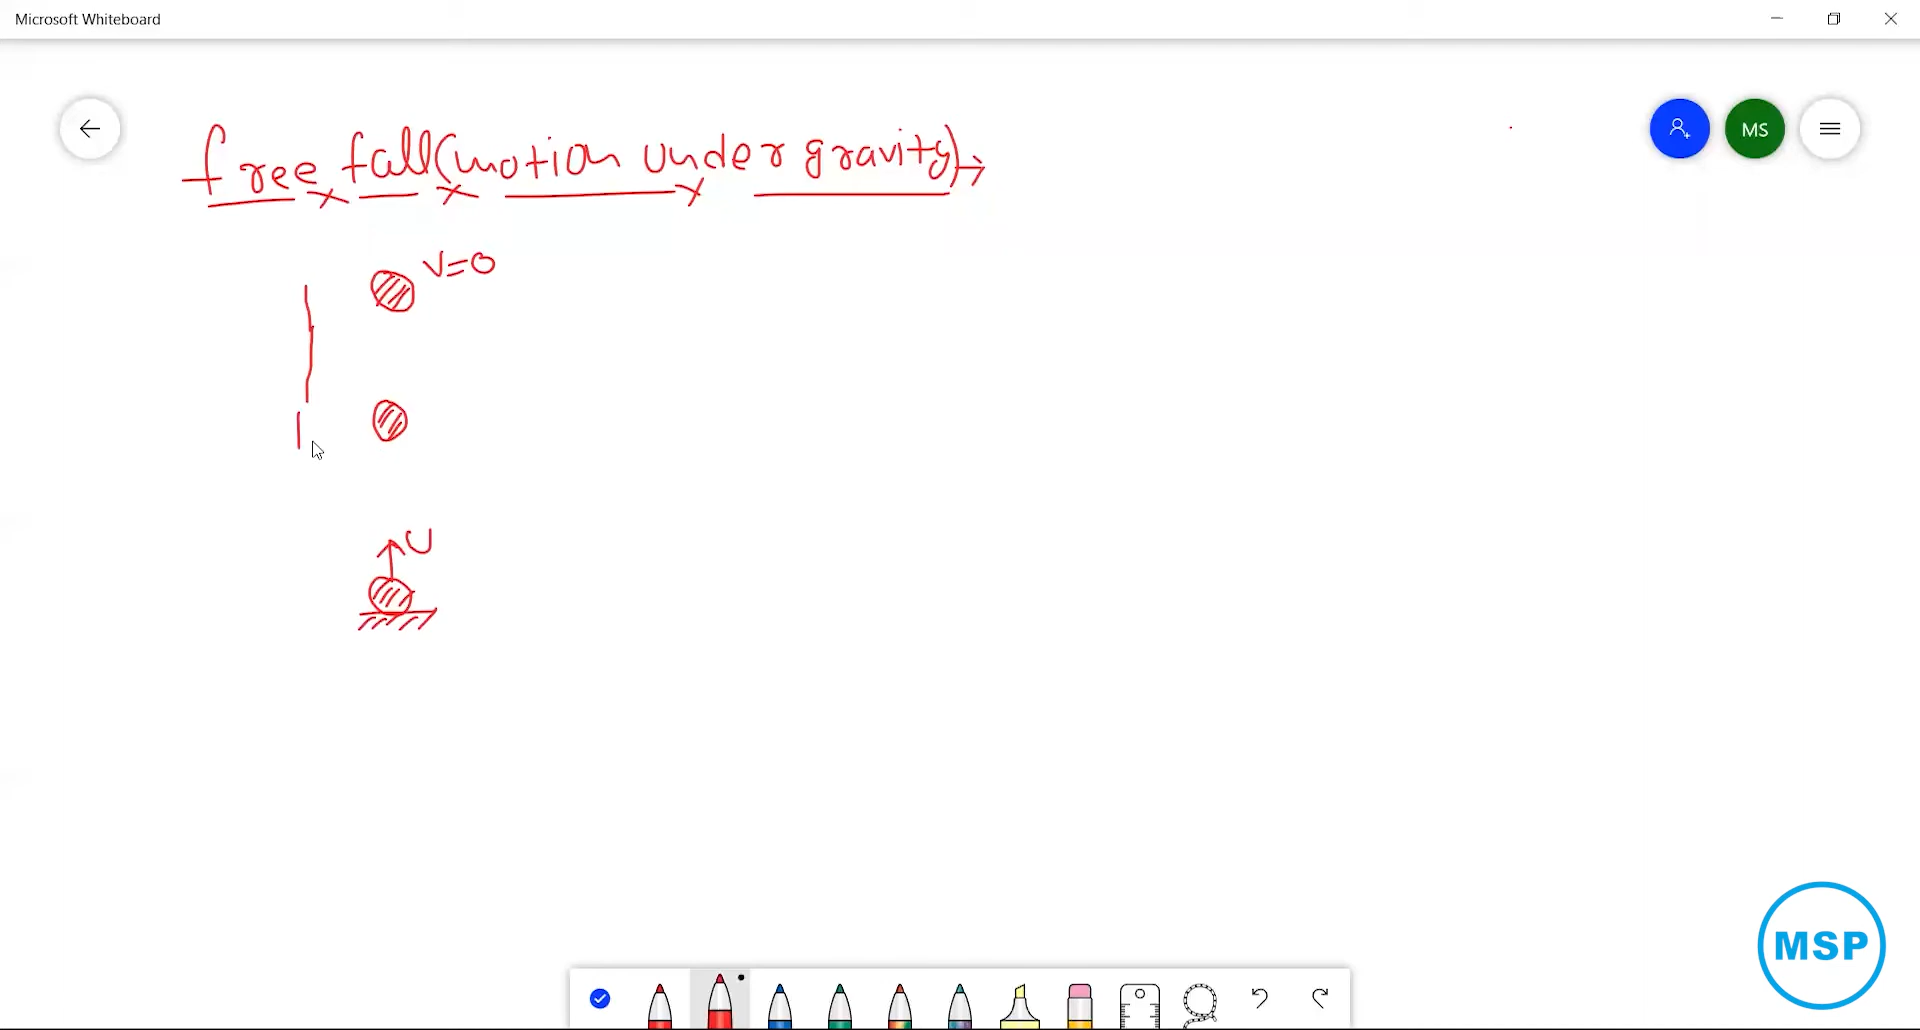 Microsoft Whiteboard
MS
free fall(motion under gravity)→
V=0
U
MSP